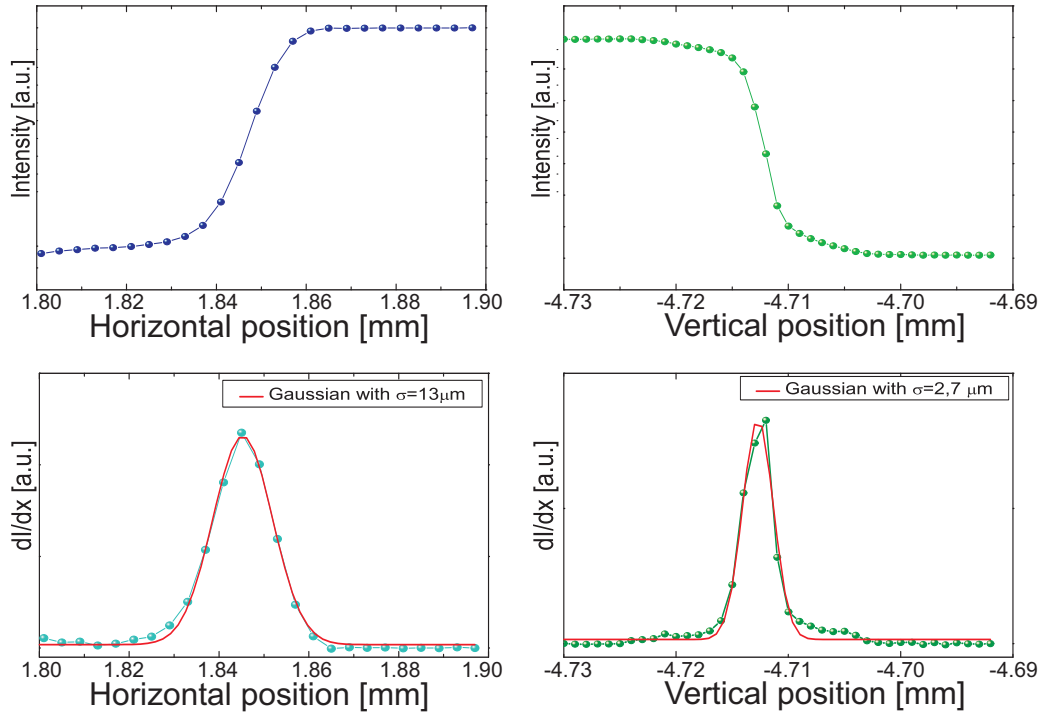 Intensity [a.u.]
1.80 1.82 1.84 1.86 1.88 1.90
Horizontal position [mm]
Intensity [a.u.]
-4.73 -4.72 -4.71 -4.70 -4.69
Vertical position [mm]
Gaussian with σ=13μm
dI/dx [a.u.]
1.80 1.82 1.84 1.86 1.88 1.90
Horizontal position [mm]
Gaussian with σ=2,7 μm
dI/dx [a.u.]
-4.73 -4.72 -4.71 -4.70 -4.69
Vertical position [mm]